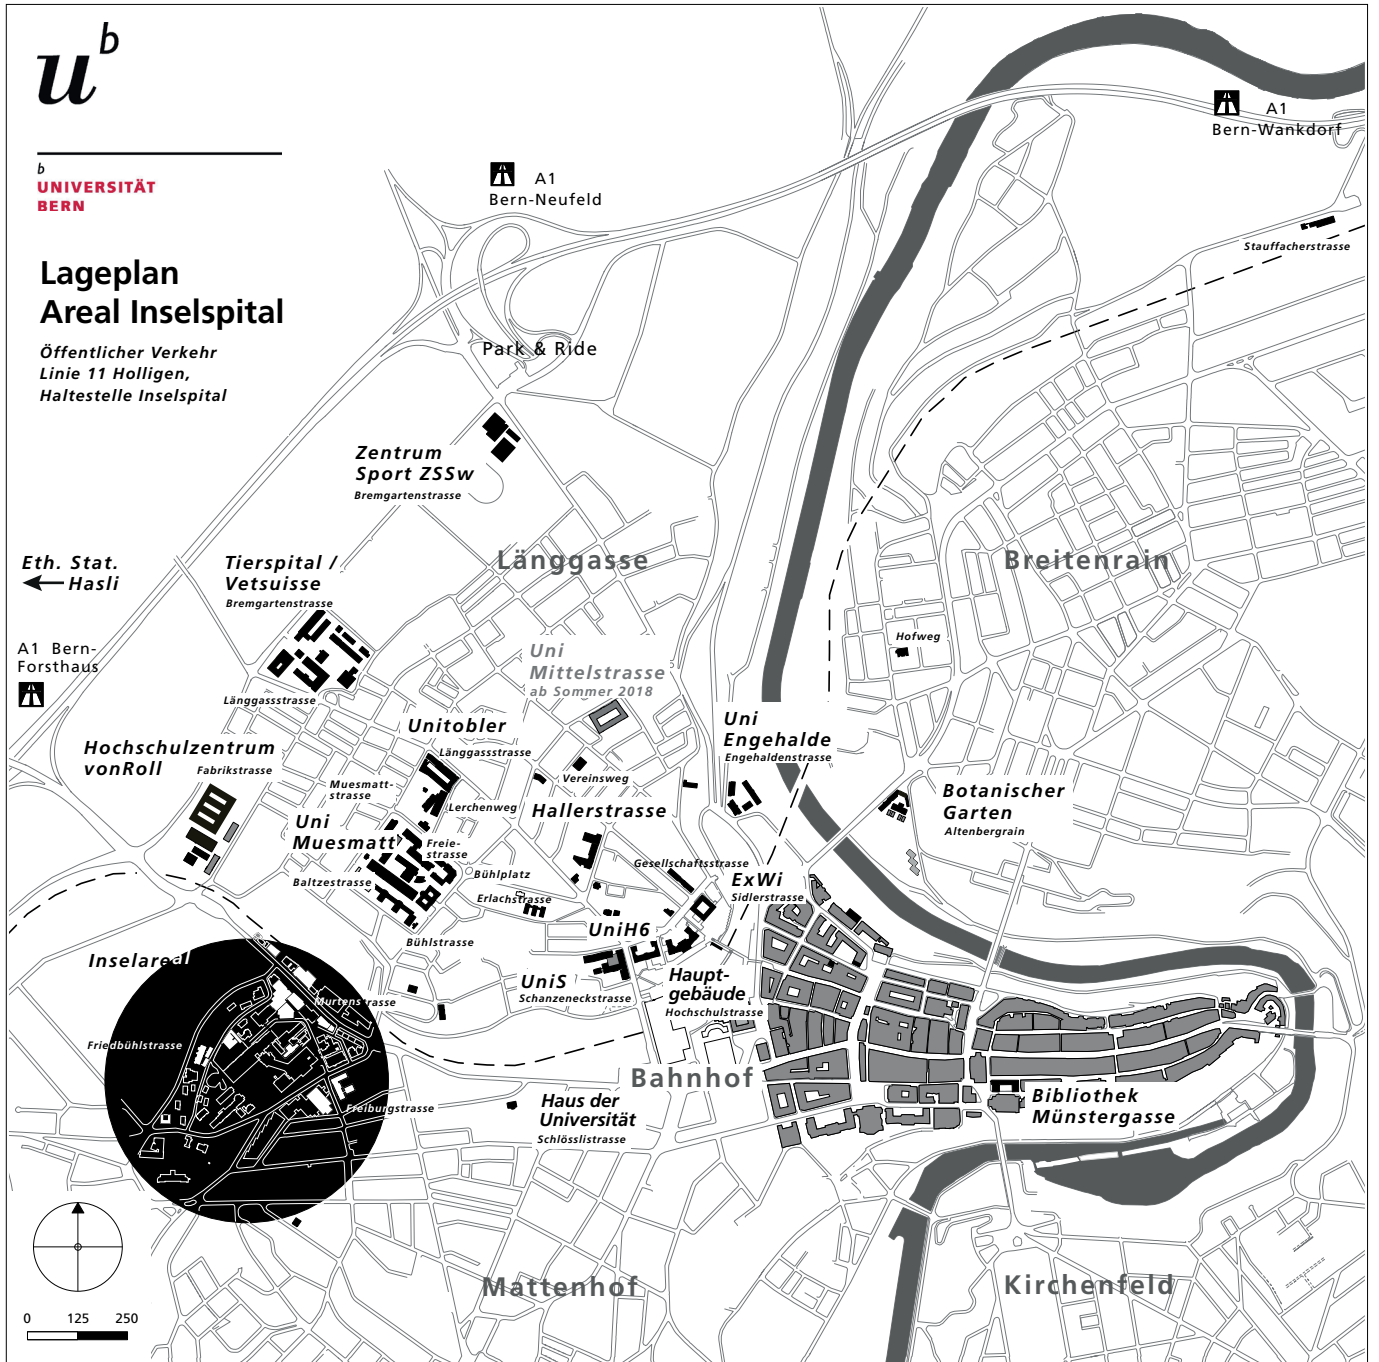 u b
b
UNIVERSITÄT
BERN
Lageplan
Areal Inselspital
Öffentlicher Verkehr
Linie 11 Holligen,
Haltestelle Inselspital
A1
Bern-Neufeld
A1
Bern-Wankdorf
Stauffacherstrasse
Park & Ride
Zentrum
Sport ZSSw
Bremgartenstrasse
Eth. Stat.
Hasli
Tierspital /
Vetsuisse
Bremgartenstrasse
Länggasse
Breitenrain
Hofweg
A1 Bern-
Forsthaus
Länggassstrasse
Uni
Mittelstrasse
ab Sommer 2018
Unitobler
Länggassstrasse
Uni
Engehalde
Engehaldenstrasse
Hochschulzentrum
vonRoll
Fabrikstrasse
Muesmatt-
strasse
Vereinsweg
Lerchenweg
Hallerstrasse
Botanischer
Garten
Altenbergrain
Uni
Muesmatt
Freie-
strasse
Gesellschaftsstrasse
Bühlplatz
ExWi
Sidlerstrasse
Baltzestrasse
Erlachstrasse
UniH6
Bühlstrasse
Inselareal
UniS
Schanzeneckstrasse
Haupt-
gebäude
Hochschulstrasse
Murtenstrasse
Friedbühlstrasse
Bahnhof
Freiburgstrasse
Haus der
Universität
Schlösslistrasse
Bibliothek
Münstergasse
Mattenhof
Kirchenfeld
0 125 250